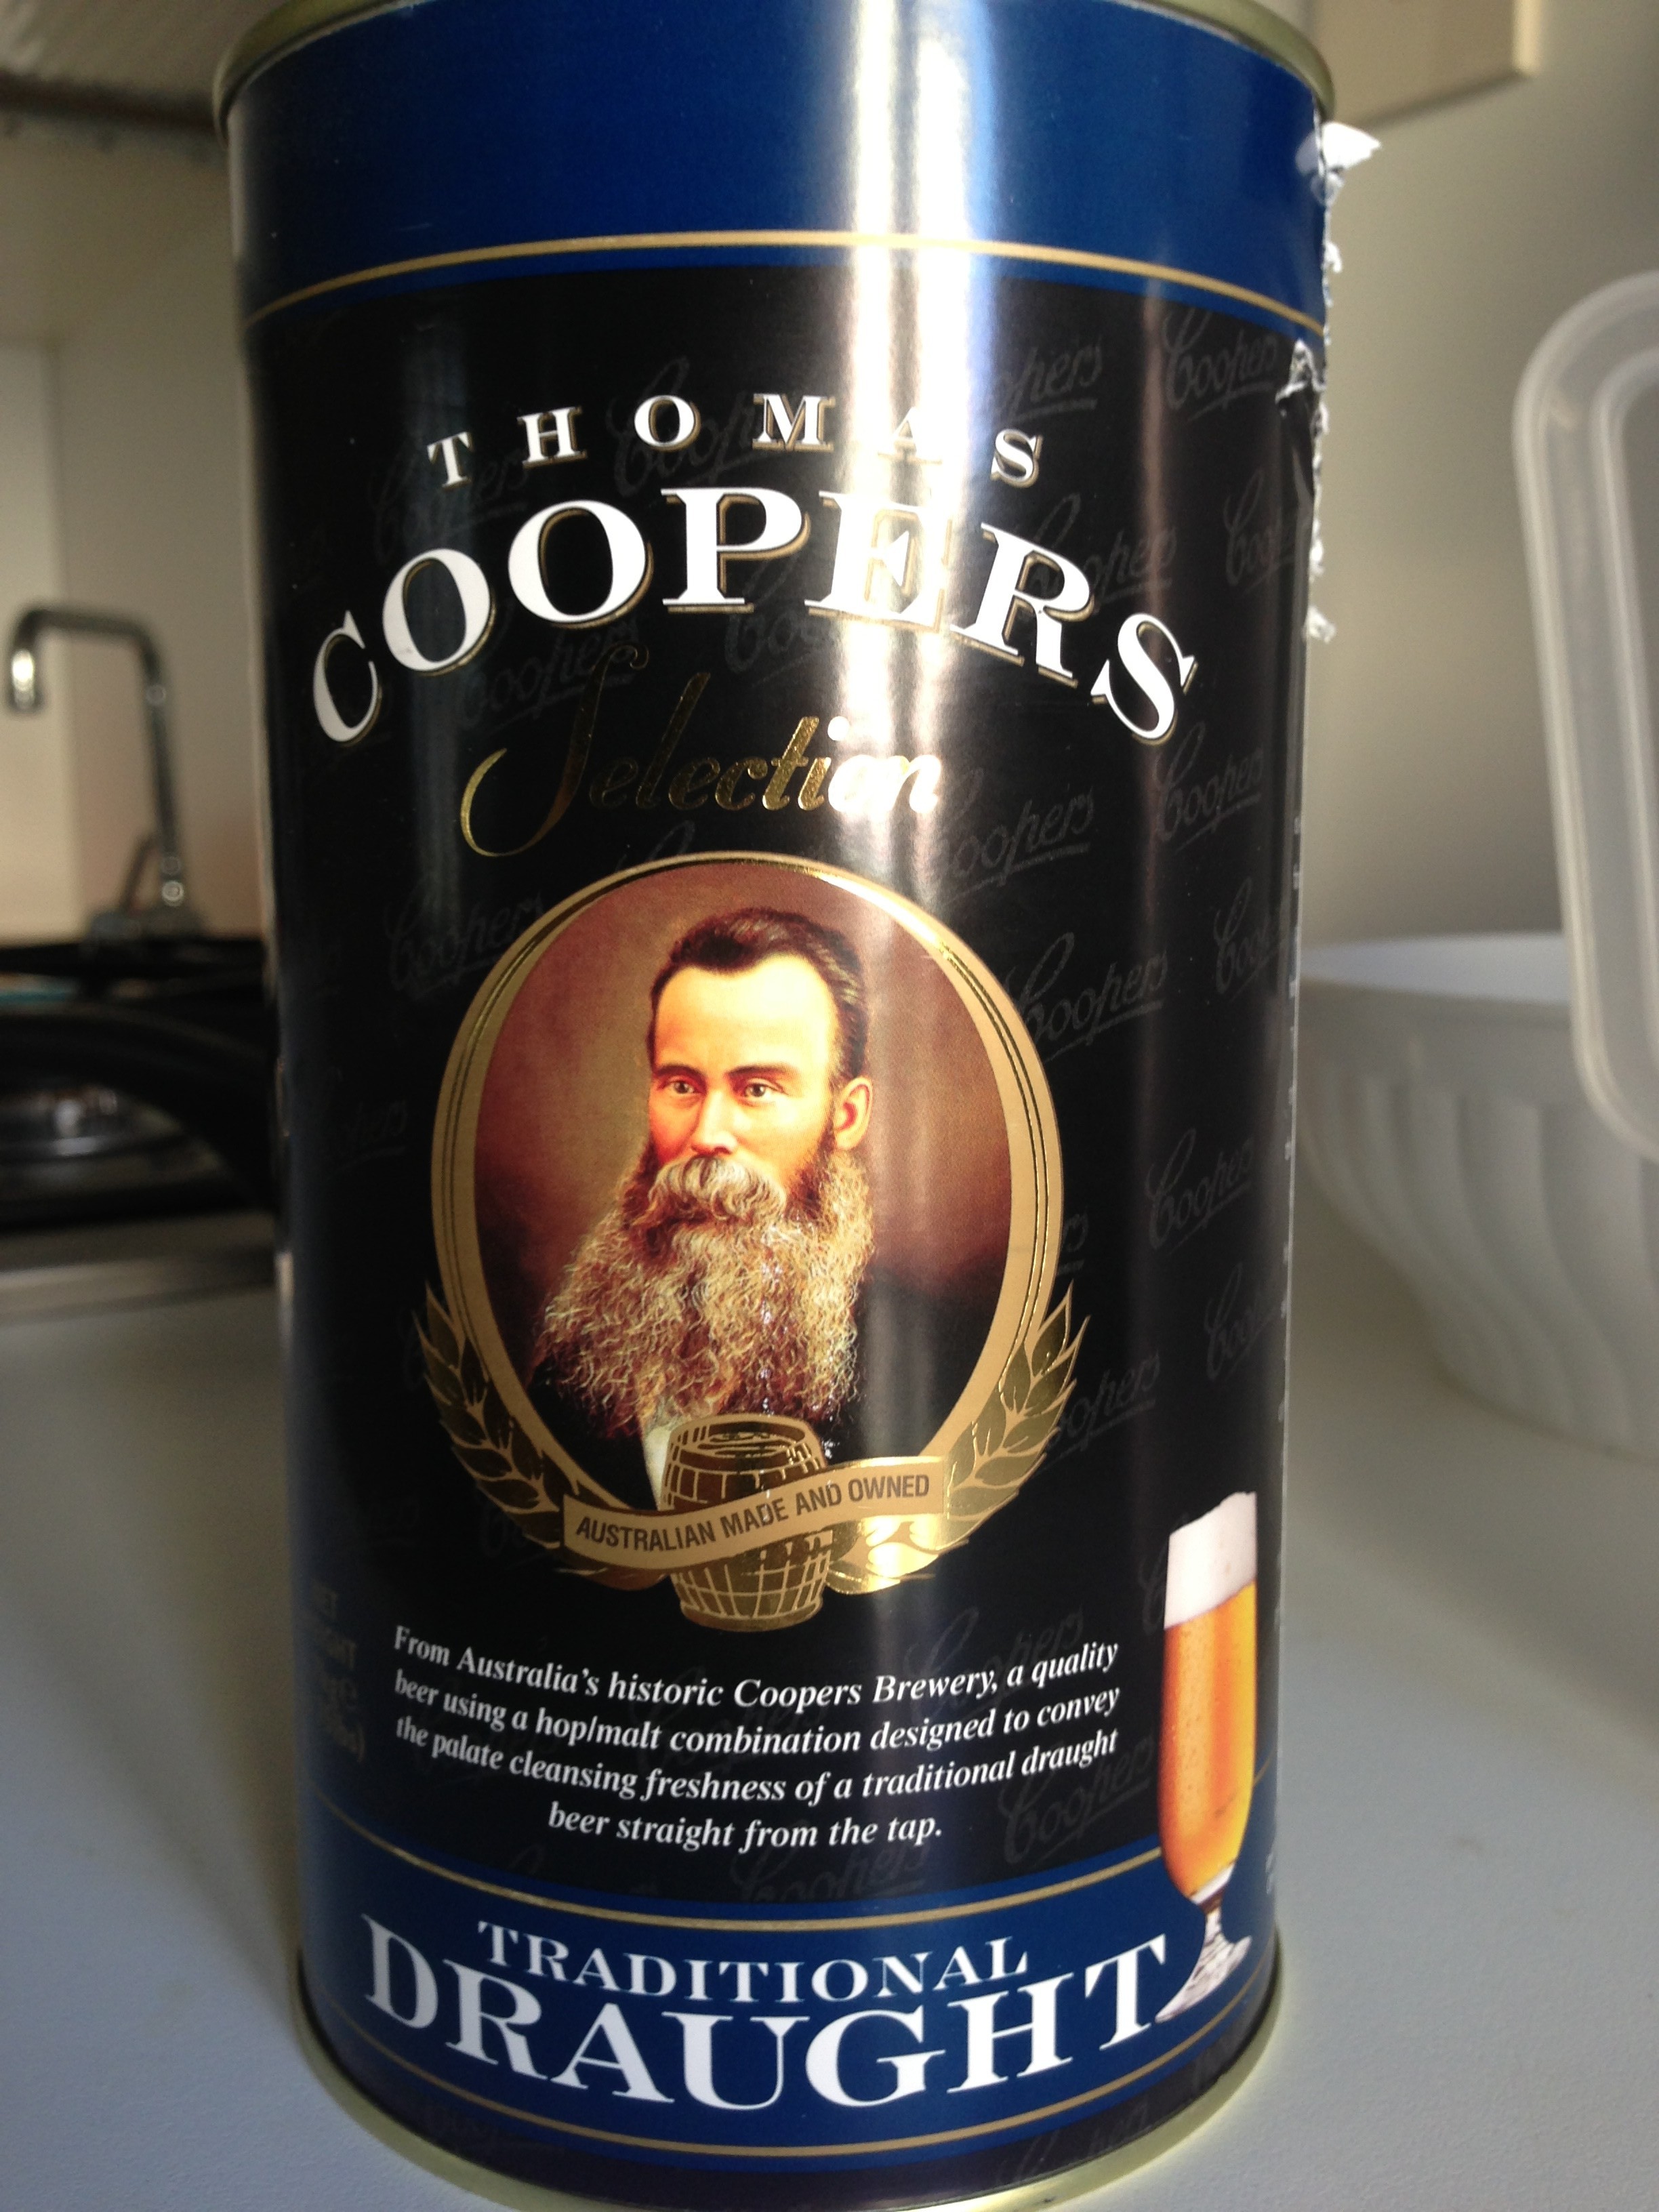 THOMAS
COOPERS
Selection
AUSTRALIAN MADE AND OWNED
From Australia's historic Coopers Brewery, a quality
beer using a hop/malt combination designed to convey
the palate cleansing freshness of a traditional draught
beer straight from the tap.
TRADITIONAL
DRAUGHT